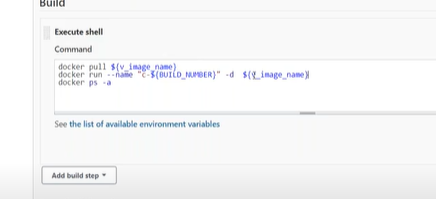 Build
Execute shell
Command
docker pull ${v_image_name}
docker run --name "c-${BUILD_NUMBER}" -d ${v_image_name}
docker ps -a
See the list of available environment variables
Add build step